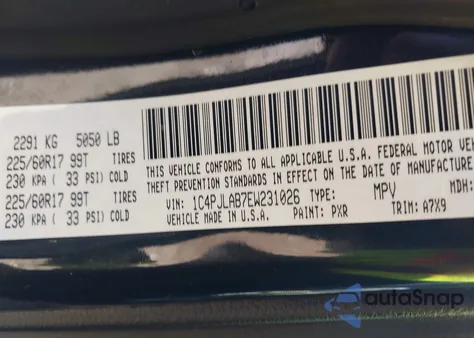 2291 KG 5050 LB
225/60R17 99T TIRES
230 KPA ( 33 PSI) COLD
225/60R17 99T TIRES
230 KPA ( 33 PSI) COLD
THIS VEHICLE CONFORMS TO ALL APPLICABLE U.S.A. FEDERAL MOTOR
THEFT PREVENTION STANDARDS IN EFFECT ON THE DATE OF MANUFACTURE
VIN: 1C4PJLAB7EW231026 TYPE: MPV MDH:
VEHICLE MADE IN U.S.A. PAINT: PXR TRIM: A7X9
autoSnap